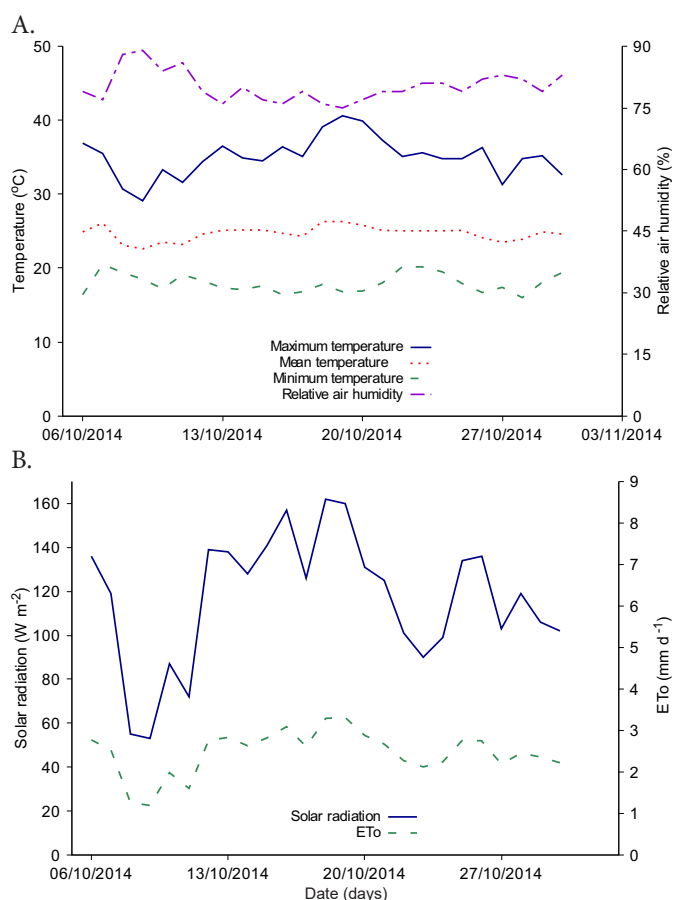 A.
50
40
30
20
10
0
Temperature (°C)
90
75
60
45
30
15
0
Relative air humidity (%)
Maximum temperature
Mean temperature
Minimum temperature
Relative air humidity
06/10/2014 13/10/2014 20/10/2014 27/10/2014 03/11/2014
B.
160
140
120
100
80
60
40
20
0
Solar radiation (W m-2)
9
8
7
6
5
4
3
2
1
0
ETo (mm d-1)
Solar radiation
ETo
06/10/2014 13/10/2014 20/10/2014 27/10/2014
Date (days)